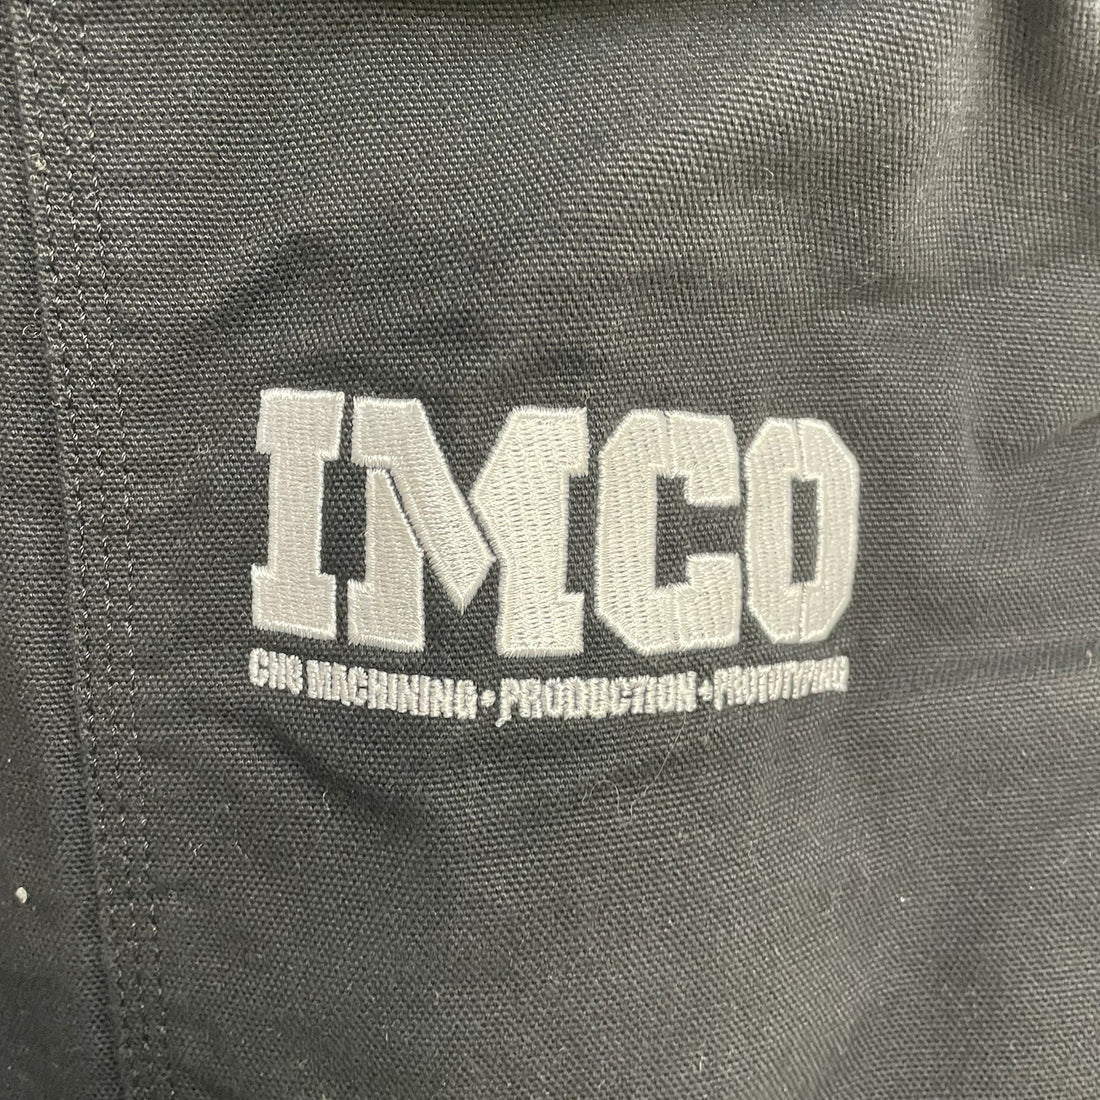 IMCO
CNC MACHINING • PRODUCTION • PROTOTYPING